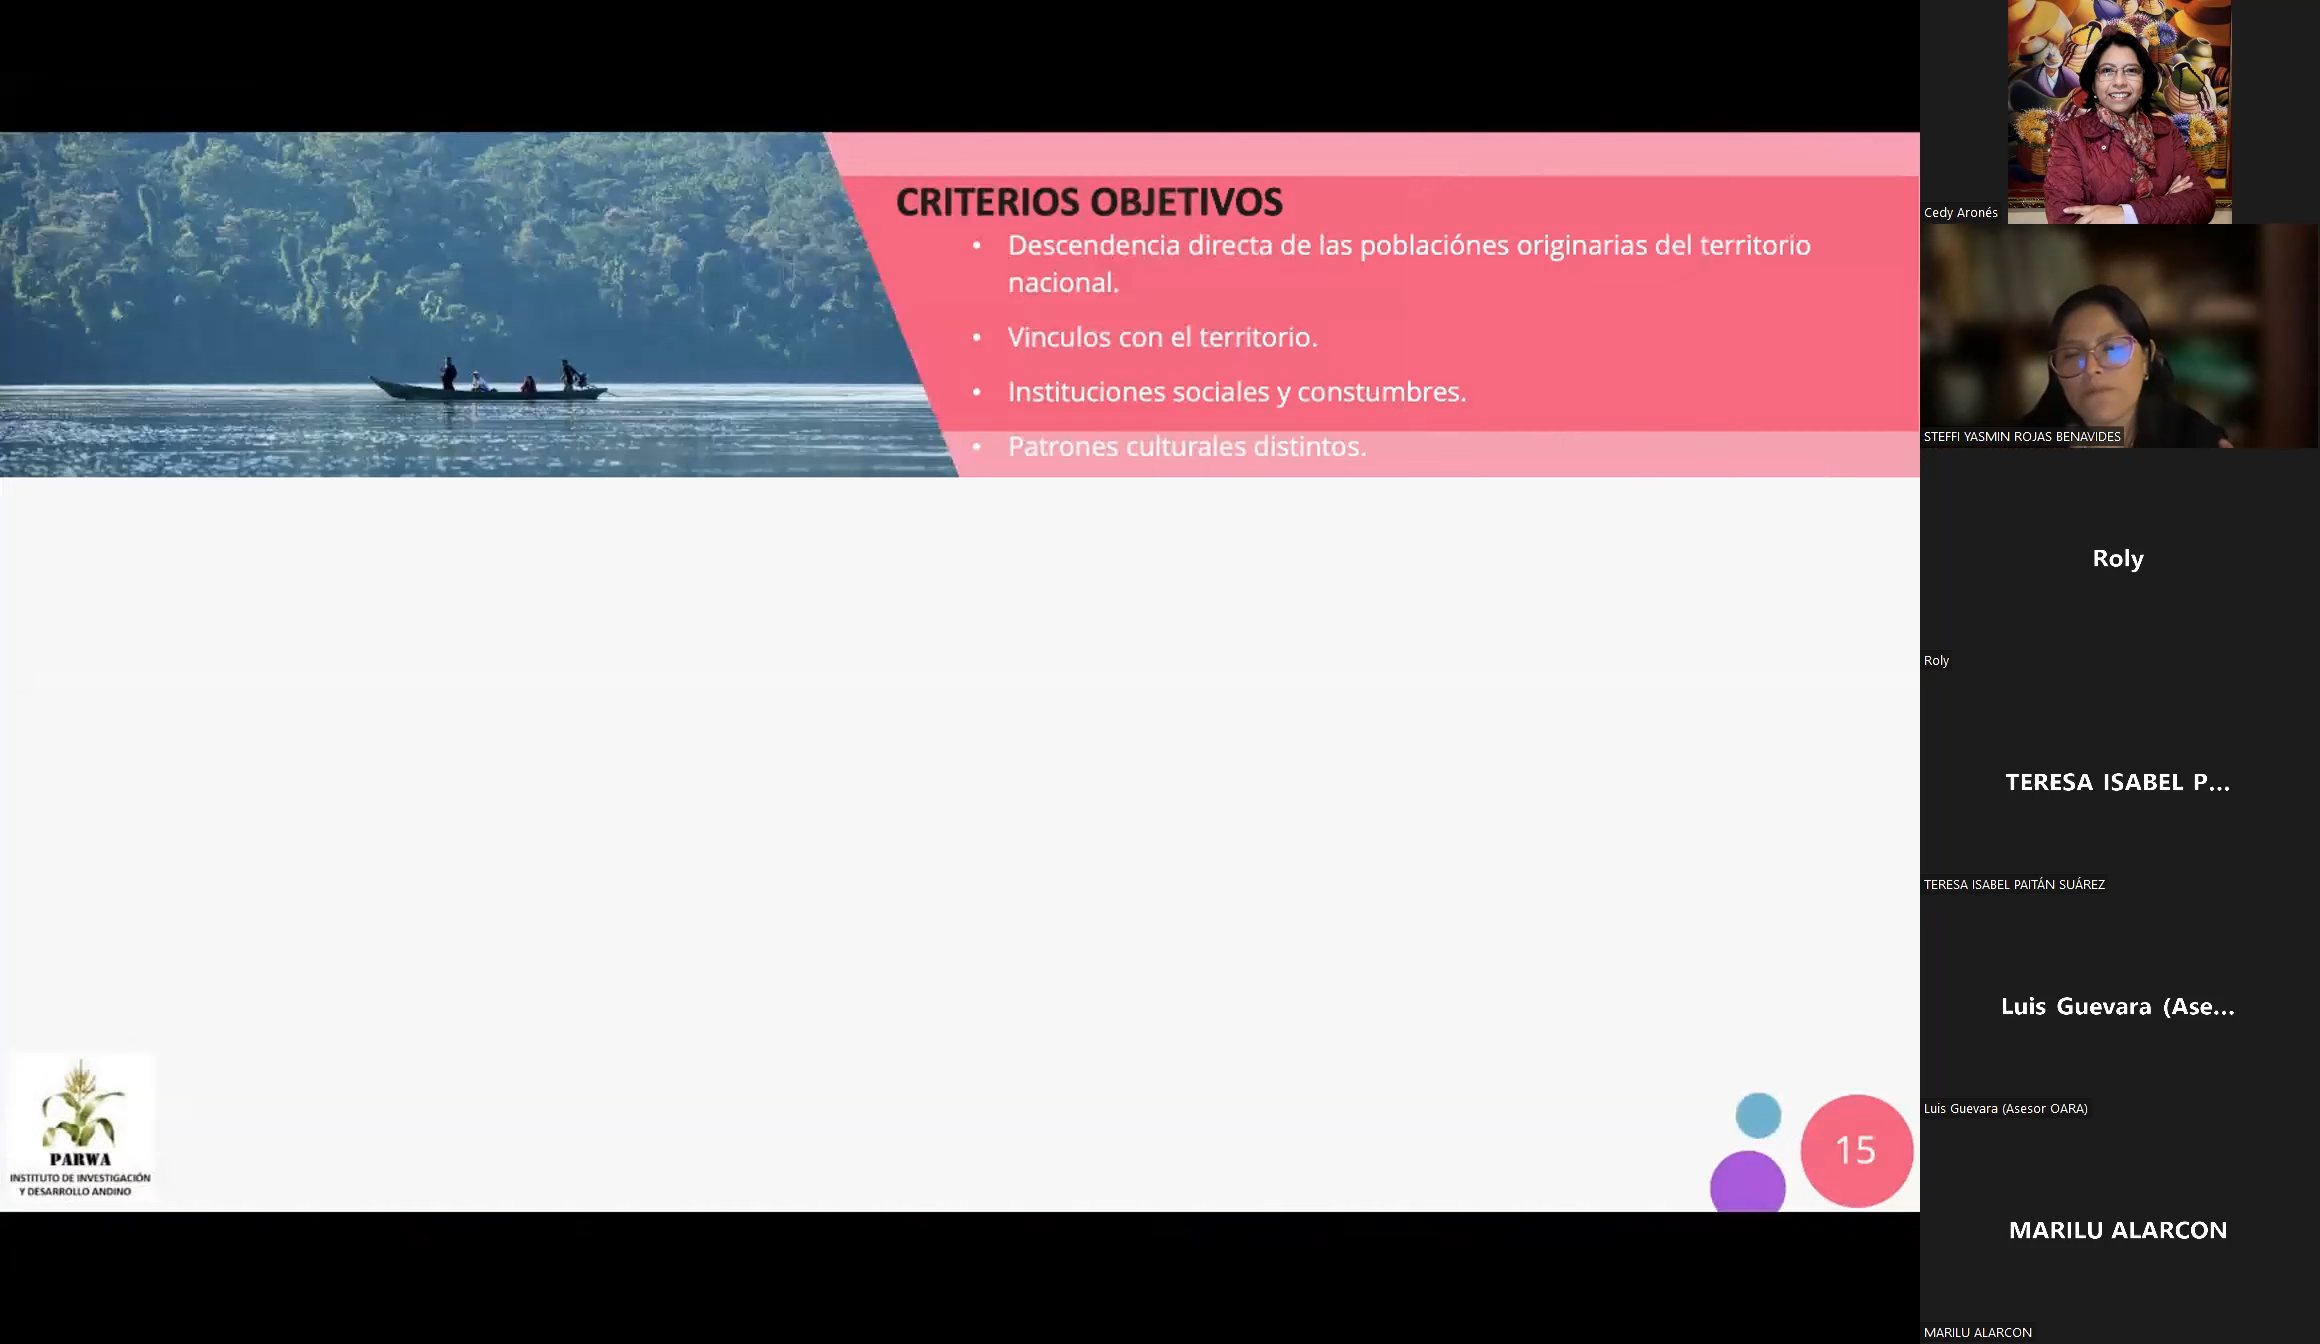 CRITERIOS OBJETIVOS
• Descendencia directa de las poblaciónes originarias del territorio
nacional.
• Vinculos con el territorio.
• Instituciones sociales y constumbres.
• Patrones culturales distintos.
PARWA
INSTITUTO DE INVESTIGACIÓN
Y DESARROLLO ANDINO
15
Cedy Aronés
STEFFI YASMIN ROJAS BENAVIDES
Roly
Roly
TERESA ISABEL P...
TERESA ISABEL PAITÁN SUÁREZ
Luis Guevara (Ase...
Luis Guevara (Asesor OARA)
MARILU ALARCON
MARILU ALARCON